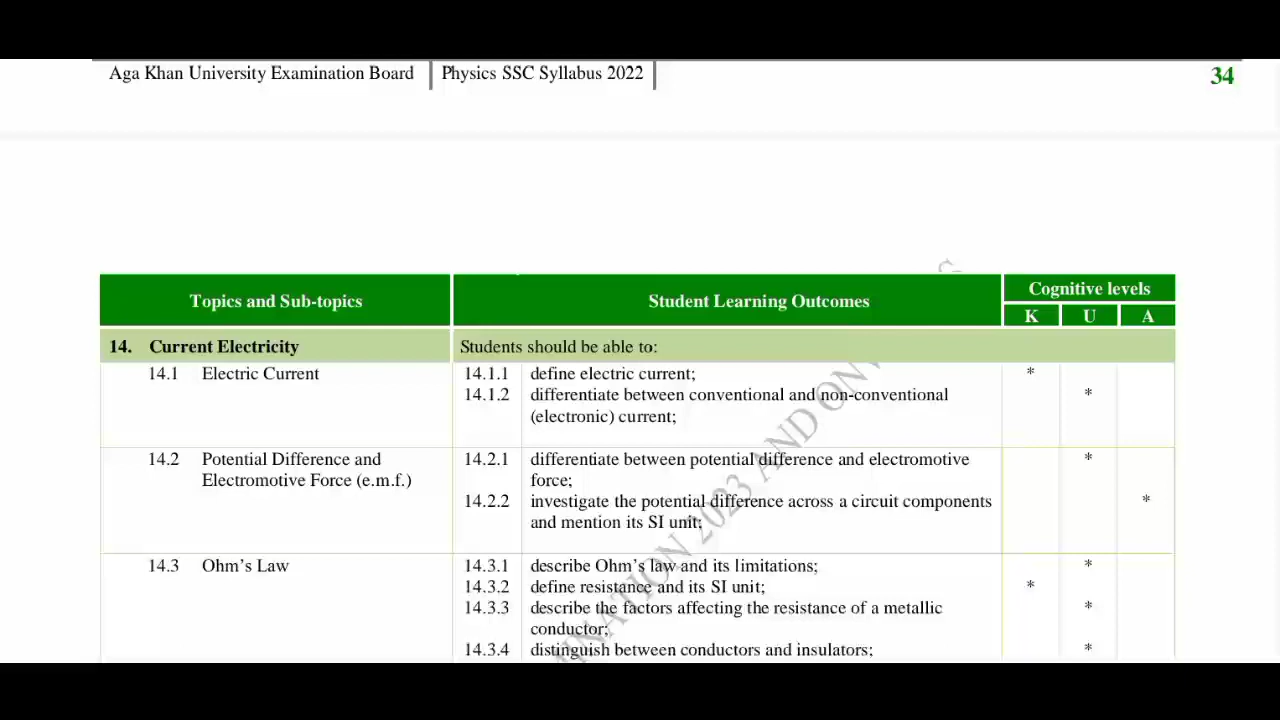 Aga Khan University Examination Board Physics SSC Syllabus 2022 34
Topics and Sub-topics Student Learning Outcomes Cognitive levels
K U A
14. Current Electricity Students should be able to:
14.1 Electric Current 14.1.1 define electric current; *
14.1.2 differentiate between conventional and non-conventional *
(electronic) current;
14.2 Potential Difference and 14.2.1 differentiate between potential difference and electromotive *
Electromotive Force (e.m.f.) force;
14.2.2 investigate the potential difference across a circuit components *
and mention its SI unit;
14.3 Ohm's Law 14.3.1 describe Ohm's law and its limitations; *
14.3.2 define resistance and its SI unit; *
14.3.3 describe the factors affecting the resistance of a metallic *
conductor;
14.3.4 distinguish between conductors and insulators; *
2023 AND